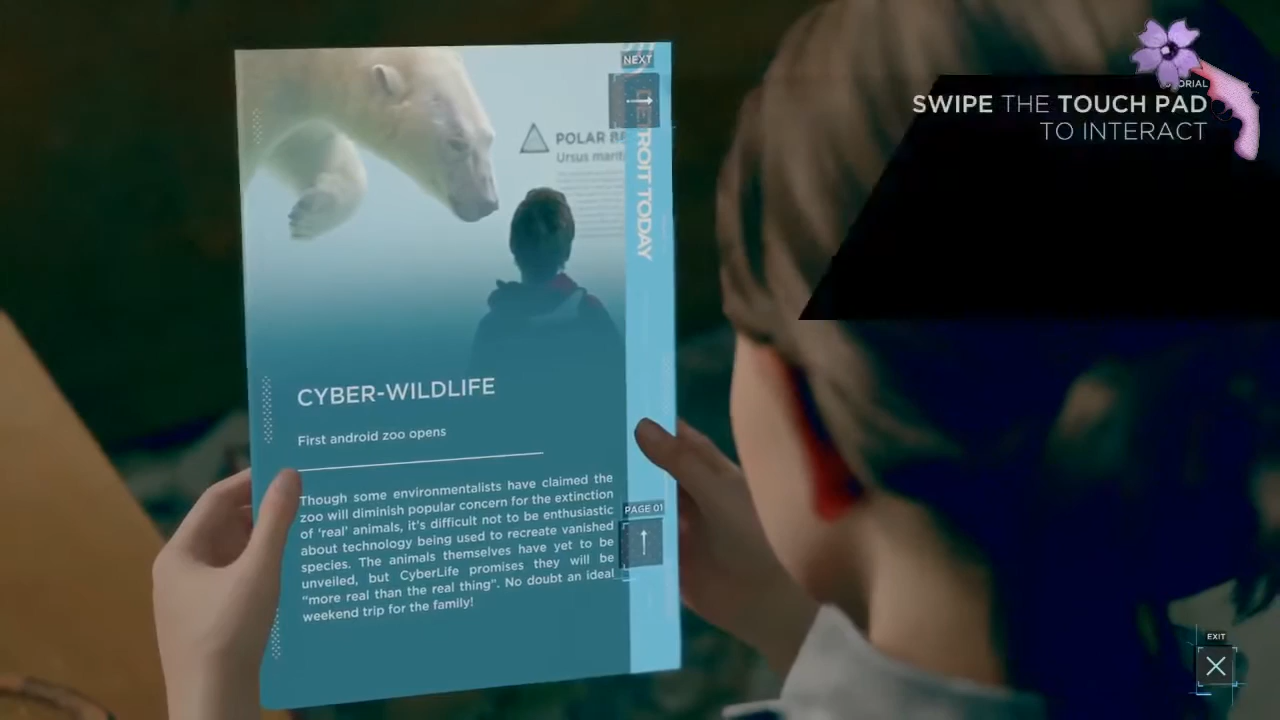 NEXT
SWIPE THE TOUCH PAD
TO INTERACT
POLAR
Ursus
TODAY
CYBER-WILDLIFE
First android zoo opens
Though some environmentalists have claimed the
zoo will diminish popular concern for the extinction
of 'real' animals, it's difficult not to be enthusiastic
about technology being used to recreate vanished
species. The animals themselves have yet to be
unveiled, but CyberLife promises they will be
"more real than the real thing". No doubt an ideal
weekend trip for the family!
PAGE 01
EXIT